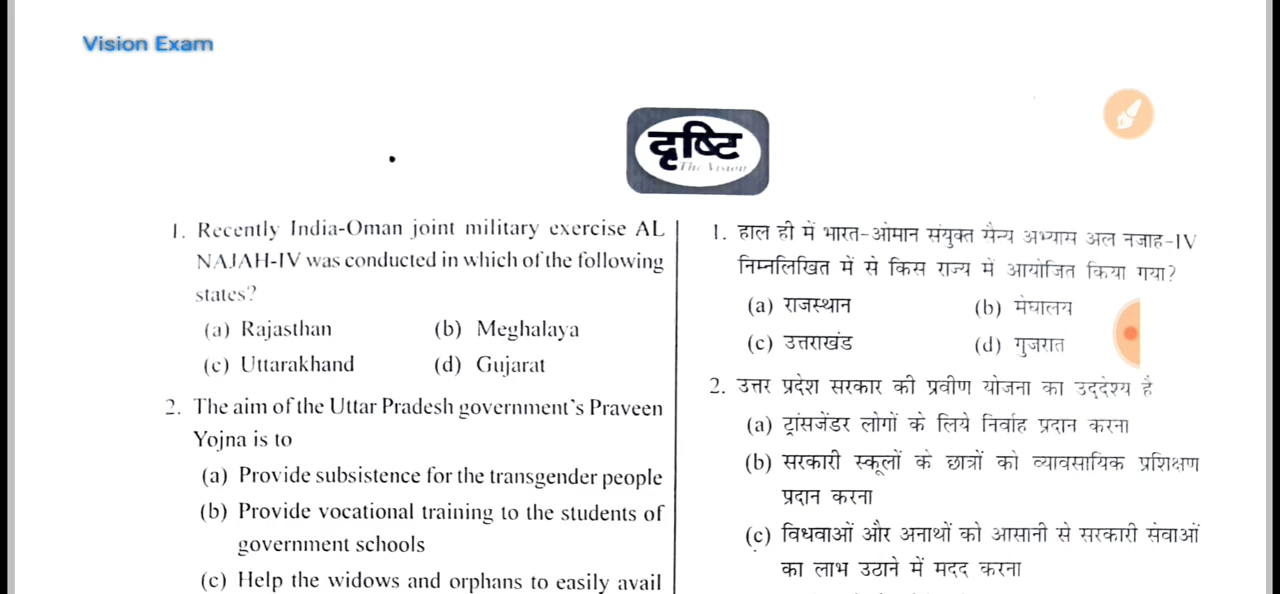 Vision Exam
दृष्टि
The Vision
1. Recently India-Oman joint military exercise AL
NAJAH-IV was conducted in which of the following
states?
(a) Rajasthan (b) Meghalaya
(c) Uttarakhand (d) Gujarat
2. The aim of the Uttar Pradesh government's Praveen
Yojna is to
(a) Provide subsistence for the transgender people
(b) Provide vocational training to the students of
government schools
(c) Help the widows and orphans to easily avail
1. हाल ही में भारत-ओमान संयुक्त सैन्य अभ्यास अल नजाह-IV
निम्नलिखित में से किस राज्य में आयोजित किया गया?
(a) राजस्थान (b) मेघालय
(c) उत्तराखंड (d) गुजरात
2. उत्तर प्रदेश सरकार की प्रवीण योजना का उद्देश्य है
(a) ट्रांसजेंडर लोगों के लिये निर्वाह प्रदान करना
(b) सरकारी स्कूलों के छात्रों को व्यावसायिक प्रशिक्षण
प्रदान करना
(c) विधवाओं और अनाथों को आसानी से सरकारी सेवाओं
का लाभ उठाने में मदद करना